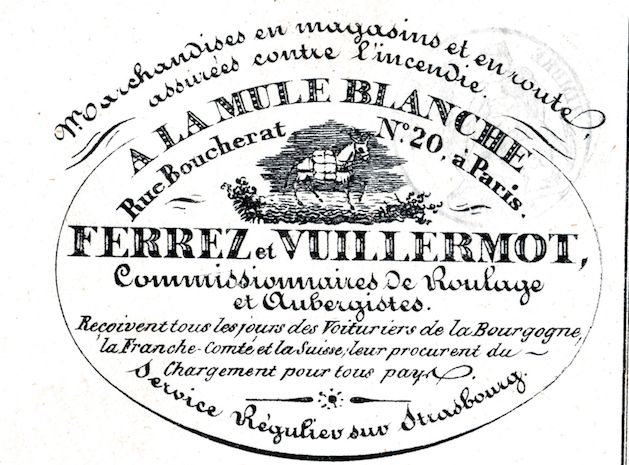 Marchandises en magasins et en route
assurées contre l'incendie.
A LA MULE BLANCHE
Rue Boucherat N.º 20, à Paris.
FERREZ et VUILLERMOT,
Commissionnaires de Roulage
et Aubergistes.
Reçoivent tous les jours des Voituriers de la Bourgogne,
la Franche-Comté et la Suisse; leur procurent du
Chargement pour tous pays.
Service Régulier sur Strasbourg.